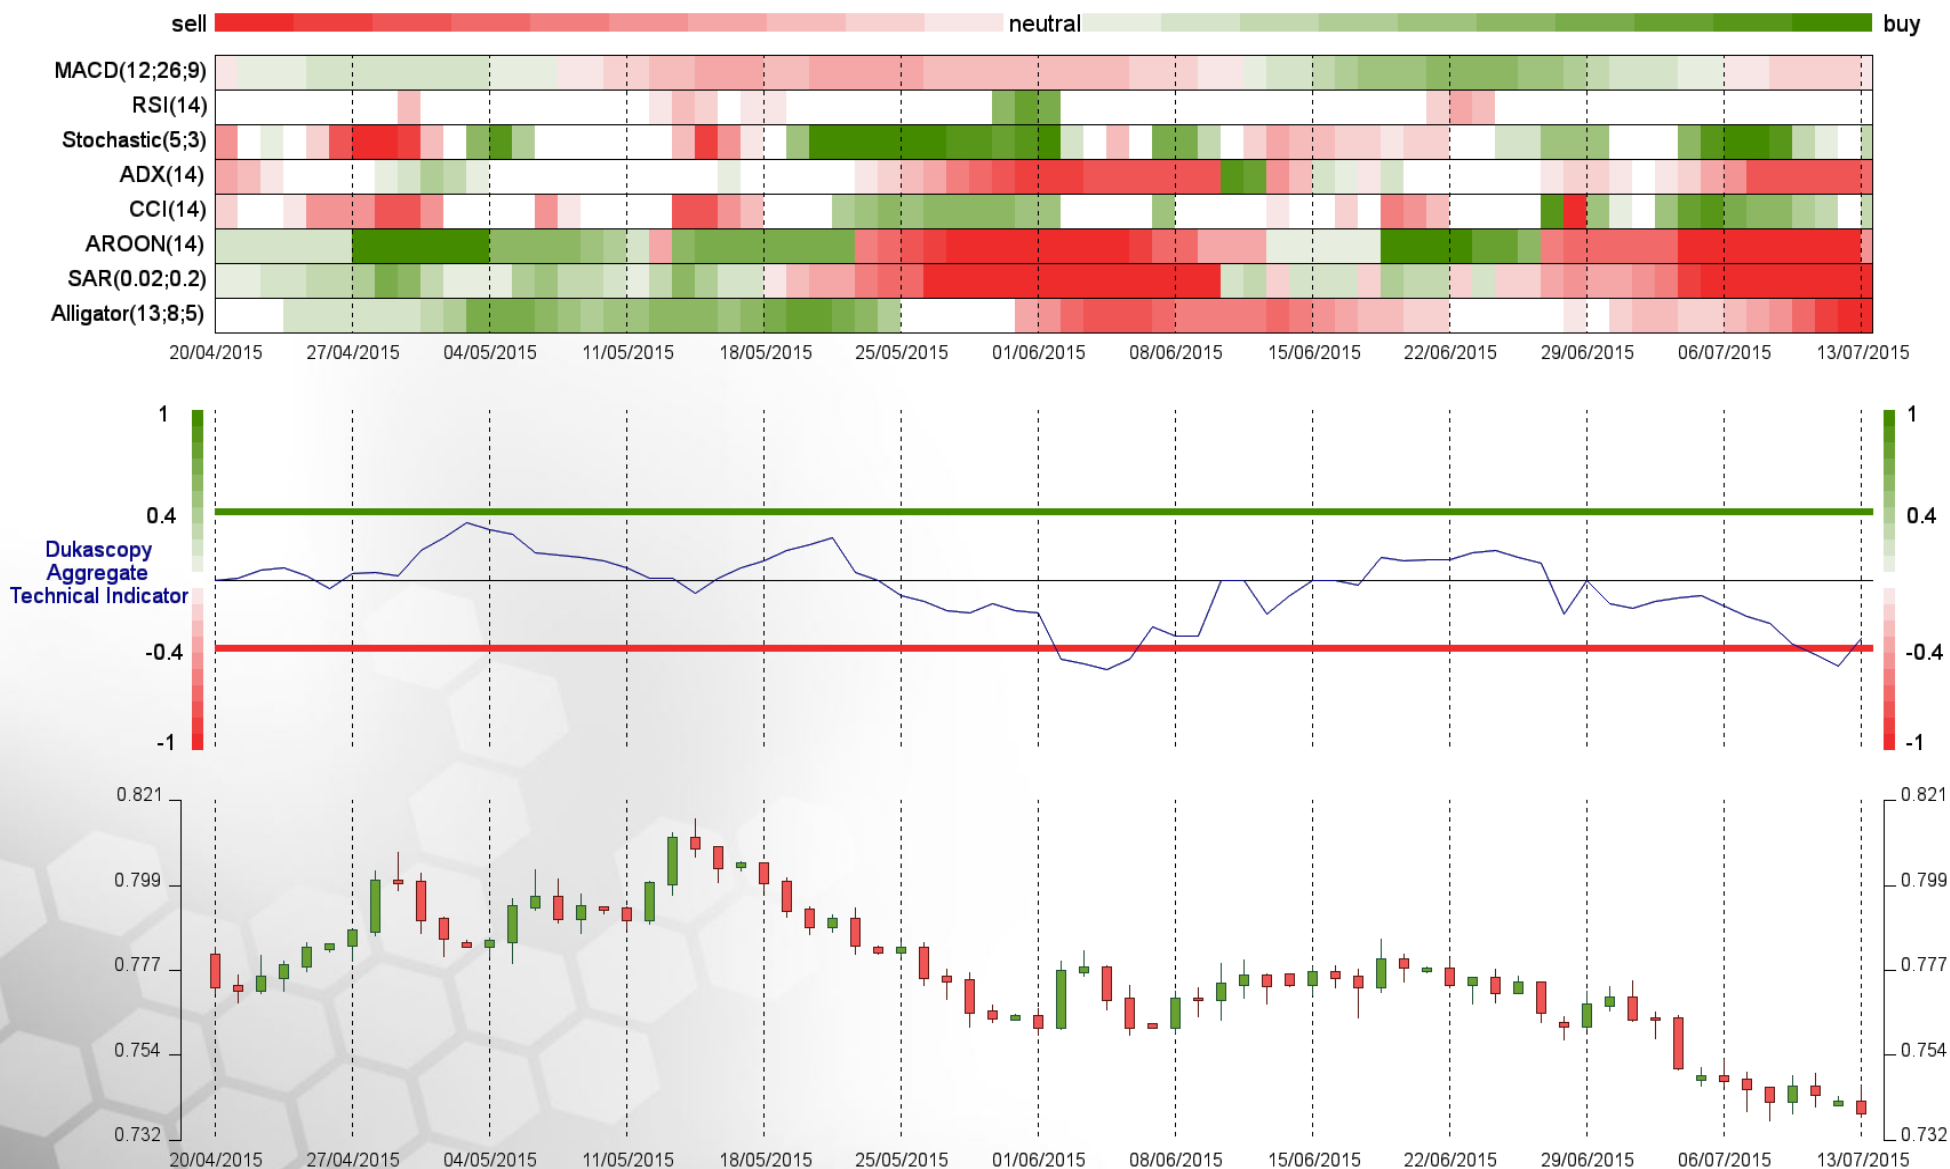 sell neutral buy
MACD(12;26;9)
RSI(14)
Stochastic(5;3)
ADX(14)
CCI(14)
AROON(14)
SAR(0.02;0.2)
Alligator(13;8;5)
20/04/2015 27/04/2015 04/05/2015 11/05/2015 18/05/2015 25/05/2015 01/06/2015 08/06/2015 15/06/2015 22/06/2015 29/06/2015 06/07/2015 13/07/2015
1 1
0.4 0.4
Dukascopy
Aggregate
Technical Indicator
-0.4 -0.4
-1 -1
0.821 0.821
0.799 0.799
0.777 0.777
0.754 0.754
0.732 0.732
20/04/2015 27/04/2015 04/05/2015 11/05/2015 18/05/2015 25/05/2015 01/06/2015 08/06/2015 15/06/2015 22/06/2015 29/06/2015 06/07/2015 13/07/2015